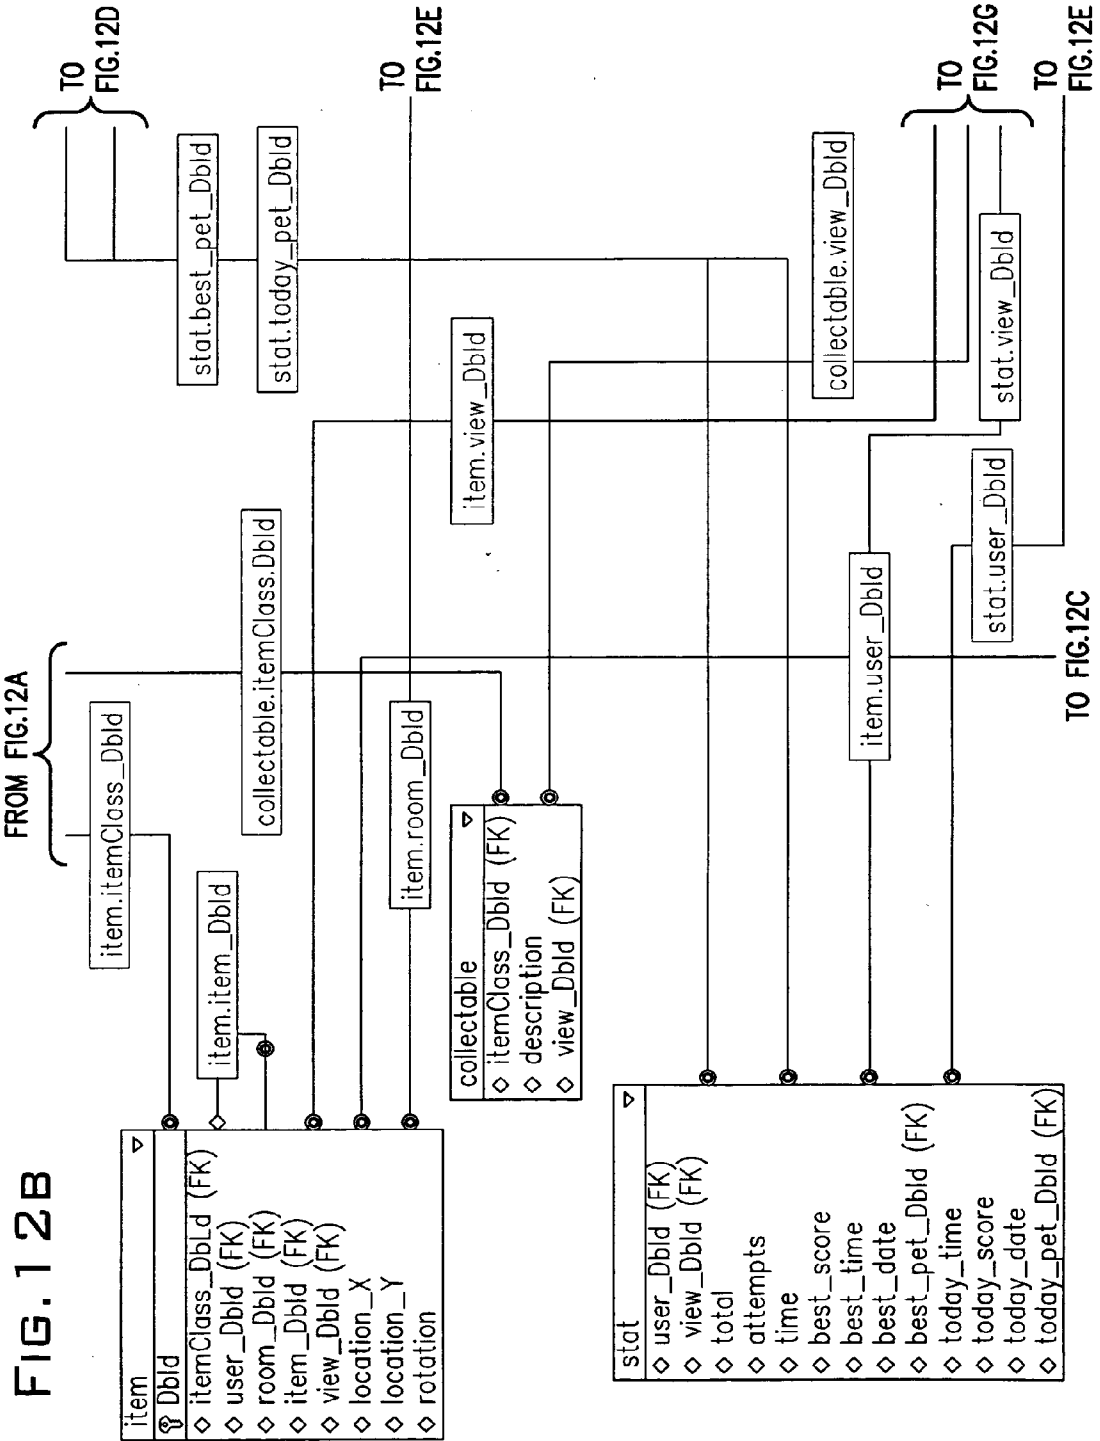 FIG.12B
FROM FIG.12A
TO
FIG.12D
TO
FIG.12E
TO
FIG.12G
TO
FIG.12E
TO FIG.12C
item.itemClass_DbId
item.item_DbId
collectable.itemClass.DbId
item.room_DbId
item.view_DbId
stat.best_pet_DbId
stat.today_pet_DbId
collectable.view_DbId
stat.view_DbId
item.user_DbId
stat.user_DbId
item
DbId
itemClass_DbLd (FK)
user_DbId (FK)
room_DbId (FK)
item_DbId (FK)
view_DbId (FK)
location_X
location_Y
rotation
collectable
itemClass_DbId (FK)
description
view_DbId (FK)
stat
user_DbId (FK)
view_DbId (FK)
total
attempts
time
best_score
best_time
best_date
best_pet_DbId (FK)
today_time
today_score
today_date
today_pet_DbId (FK)